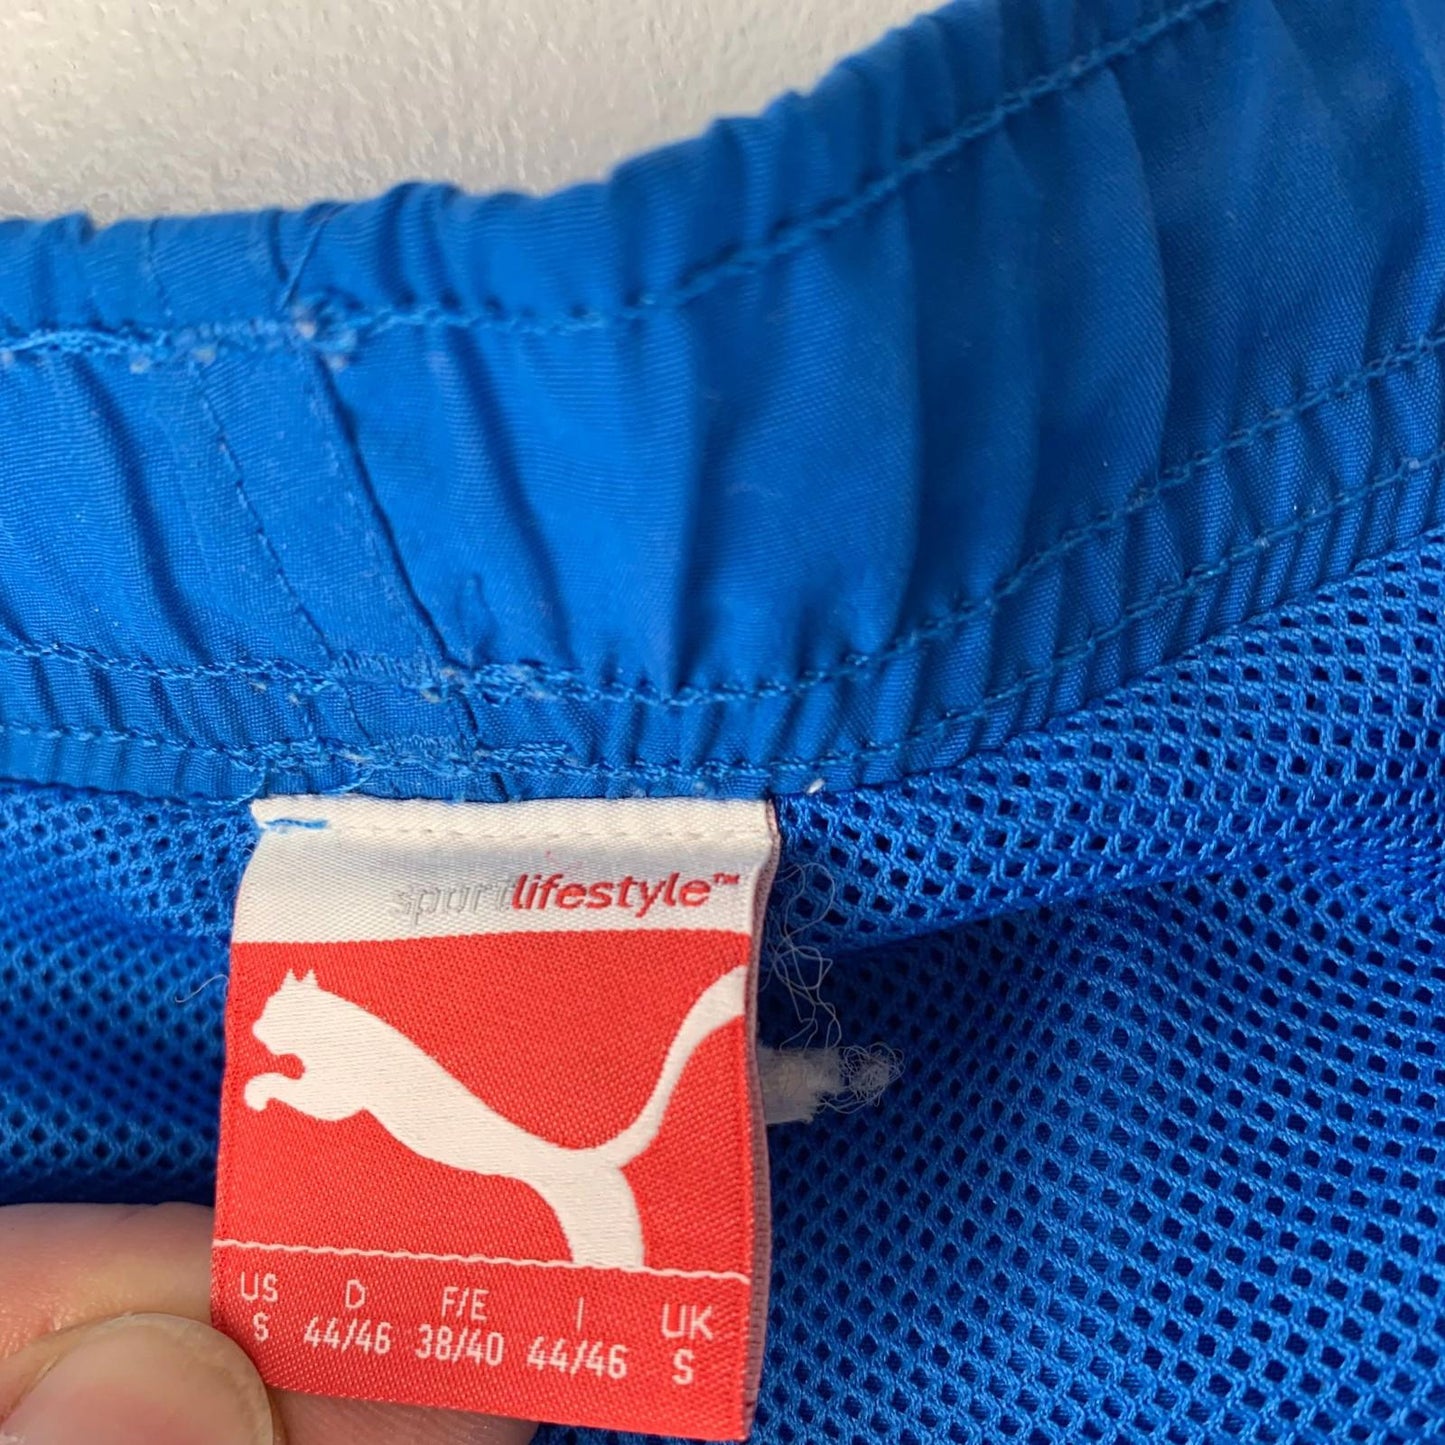 sportlifestyle™
US D F/E I UK
S 44/46 38/40 44/46 S